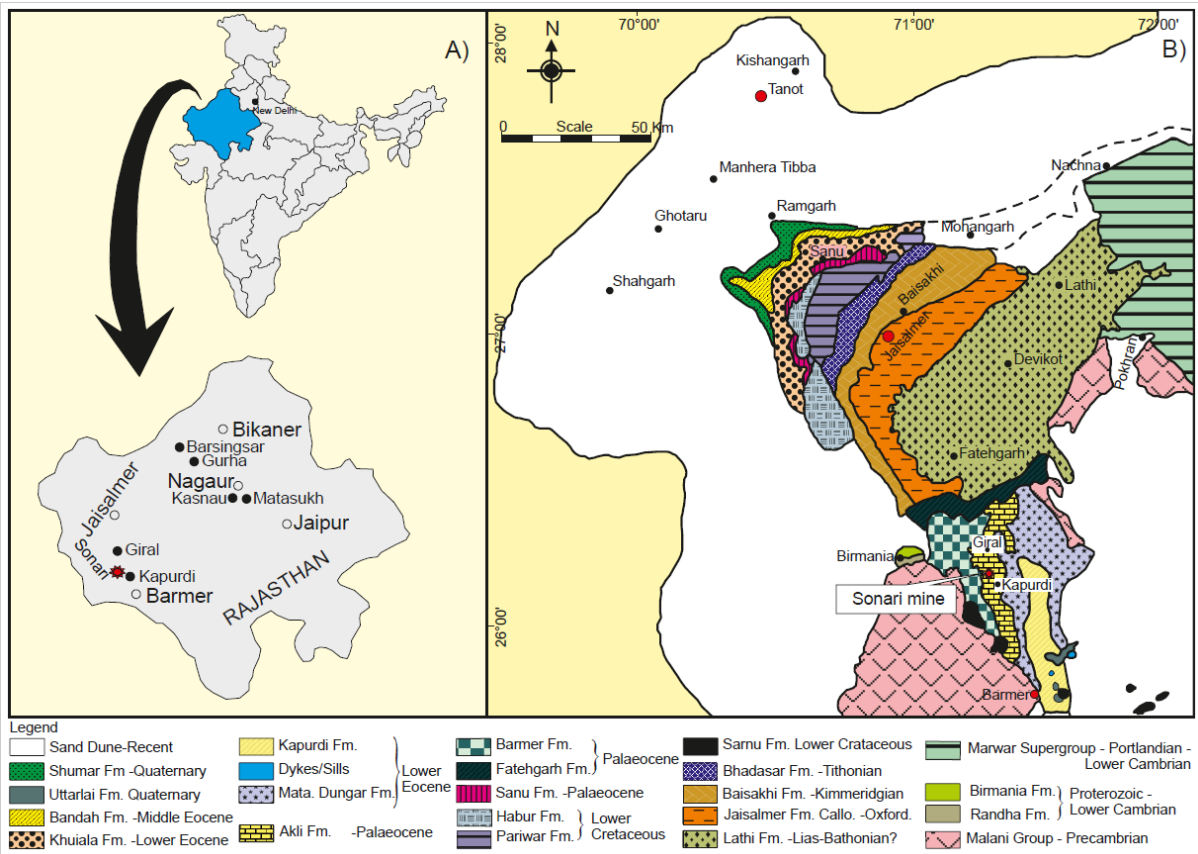 A)
New Delhi
Bikaner
Barsingsar
Gurha
Nagaur
Kasnau
Matasukh
Jaisalmer
Jaipur
Giral
Sonari
Kapurdi
Barmer
RAJASTHAN
70°00'
71°00'
72°00'
28°00'
N
B)
Kishangarh
Tanot
0 Scale 50 Km
Nachna
Manhera Tibba
Ramgarh
Ghotaru
Mohangarh
Sanu
Shahgarh
Baisakhi
Lathi
27°00'
Jaisalmer
Devikot
Pokhran
Fatehgarh
Giral
Birmania
Kapurdi
Sonari mine
26°00'
Barmer
Legend
Sand Dune-Recent
Shumar Fm -Quaternary
Uttarlai Fm. Quaternary
Bandah Fm. -Middle Eocene
Khuiala Fm. -Lower Eocene
Kapurdi Fm.
Dykes/Sills
Mata. Dungar Fm.
Lower
Eocene
Akli Fm. -Palaeocene
Barmer Fm.
Fatehgarh Fm.
Palaeocene
Sanu Fm. -Palaeocene
Habur Fm.
Pariwar Fm.
Lower
Cretaceous
Sarnu Fm. Lower Crataceous
Bhadasar Fm. -Tithonian
Baisakhi Fm. -Kimmeridgian
Jaisalmer Fm. Callo. -Oxford.
Lathi Fm. -Lias-Bathonian?
Marwar Supergroup - Portlandian -
Lower Cambrian
Birmania Fm.
Randha Fm.
Proterozoic -
Lower Cambrian
Malani Group - Precambrian